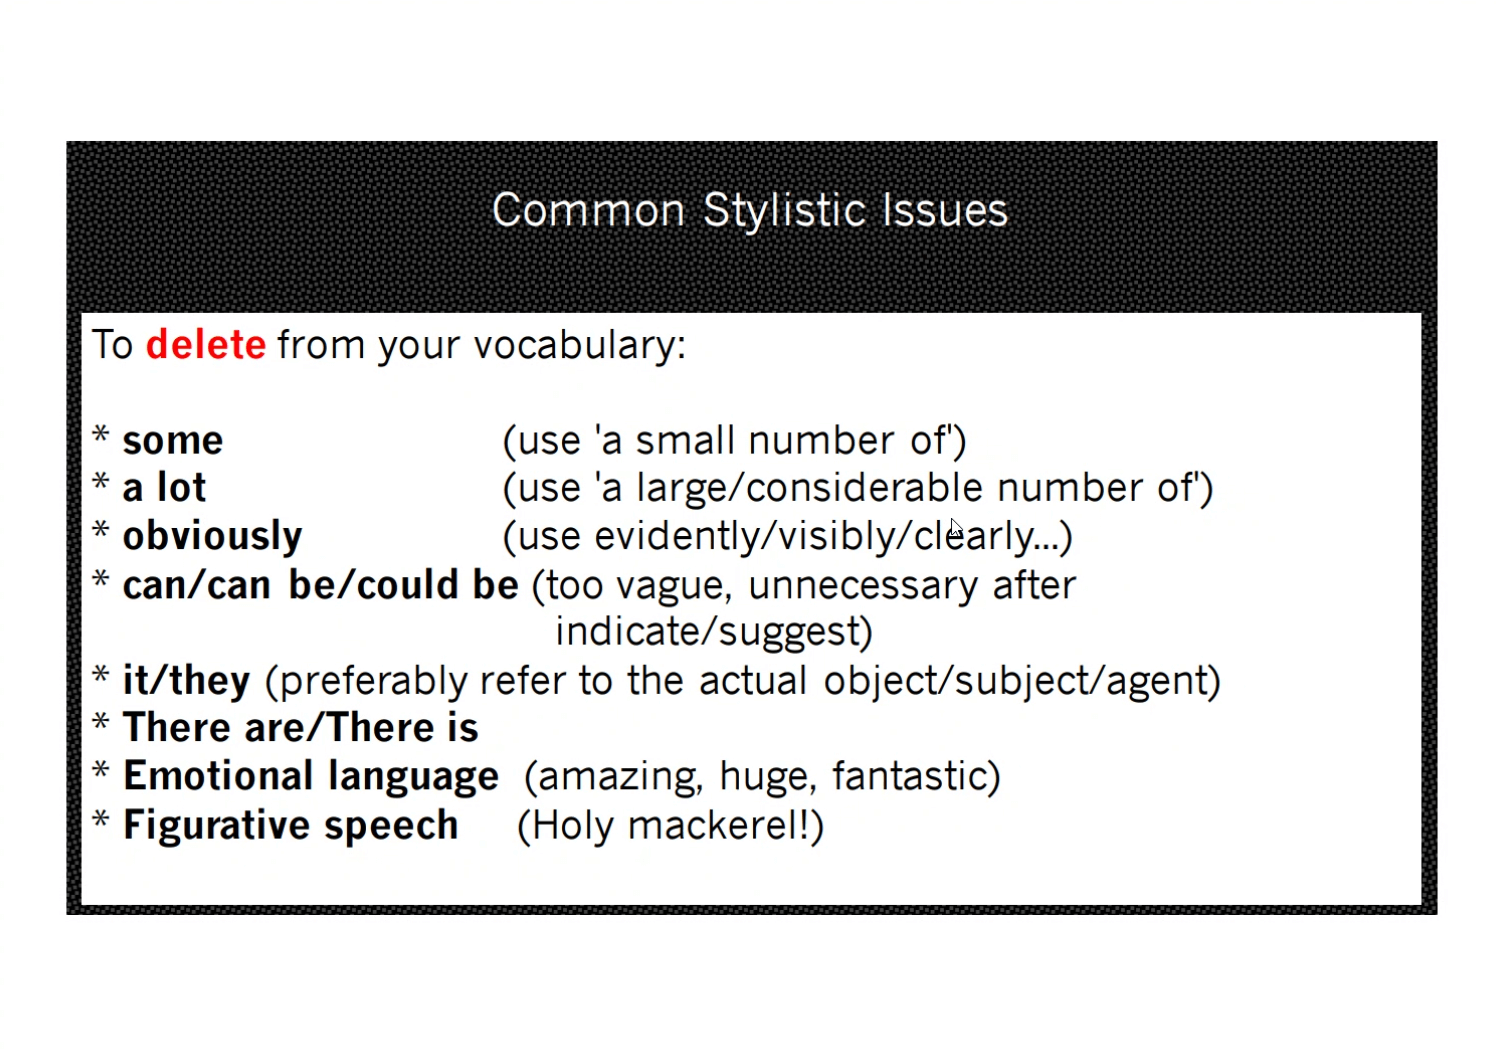 Common Stylistic Issues
To delete from your vocabulary:
* some (use 'a small number of')
* a lot (use 'a large/considerable number of')
* obviously (use evidently/visibly/clearly...)
* can/can be/could be (too vague, unnecessary after
indicate/suggest)
* it/they (preferably refer to the actual object/subject/agent)
* There are/There is
* Emotional language (amazing, huge, fantastic)
* Figurative speech (Holy mackerel!)